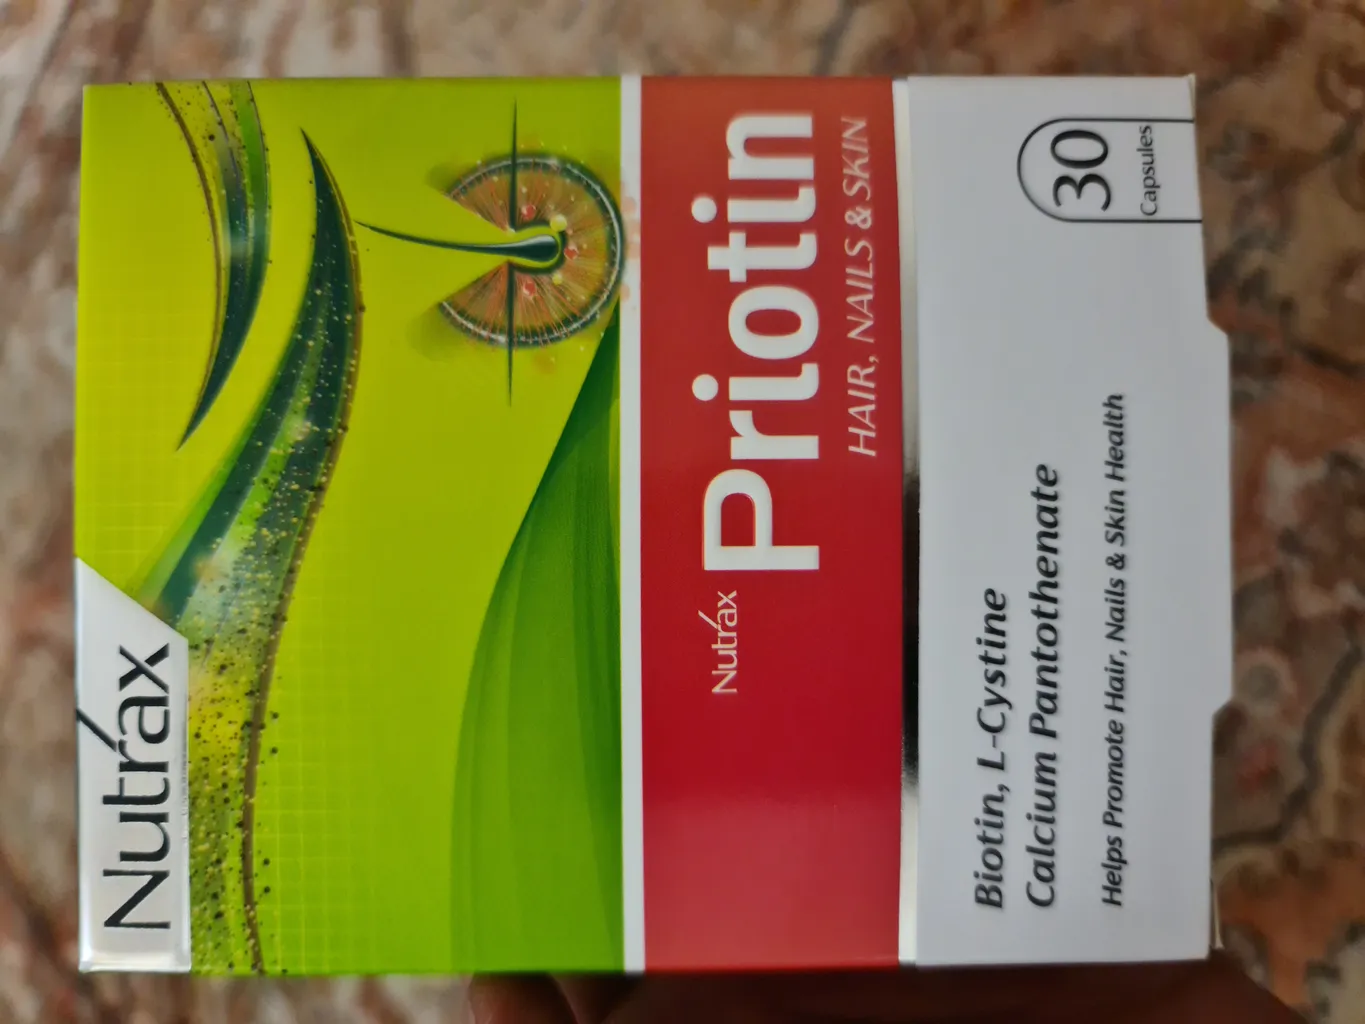 Nutrax
Nutrax Priotin
HAIR, NAILS & SKIN
Biotin, L-Cystine
Calcium Pantothenate
Helps Promote Hair, Nails & Skin Health
30
Capsules